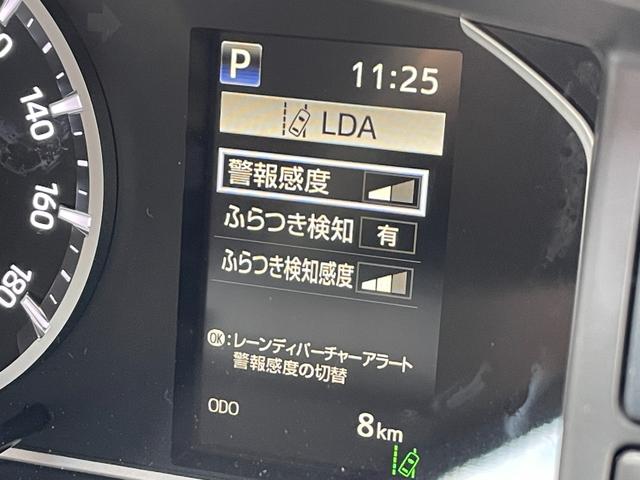 P
11:25
LDA
140
警報感度
160
ふらつき検知 有
180
ふらつき検知感度
OK:レーンディパーチャーアラート
警報感度の切替
ODO
8km